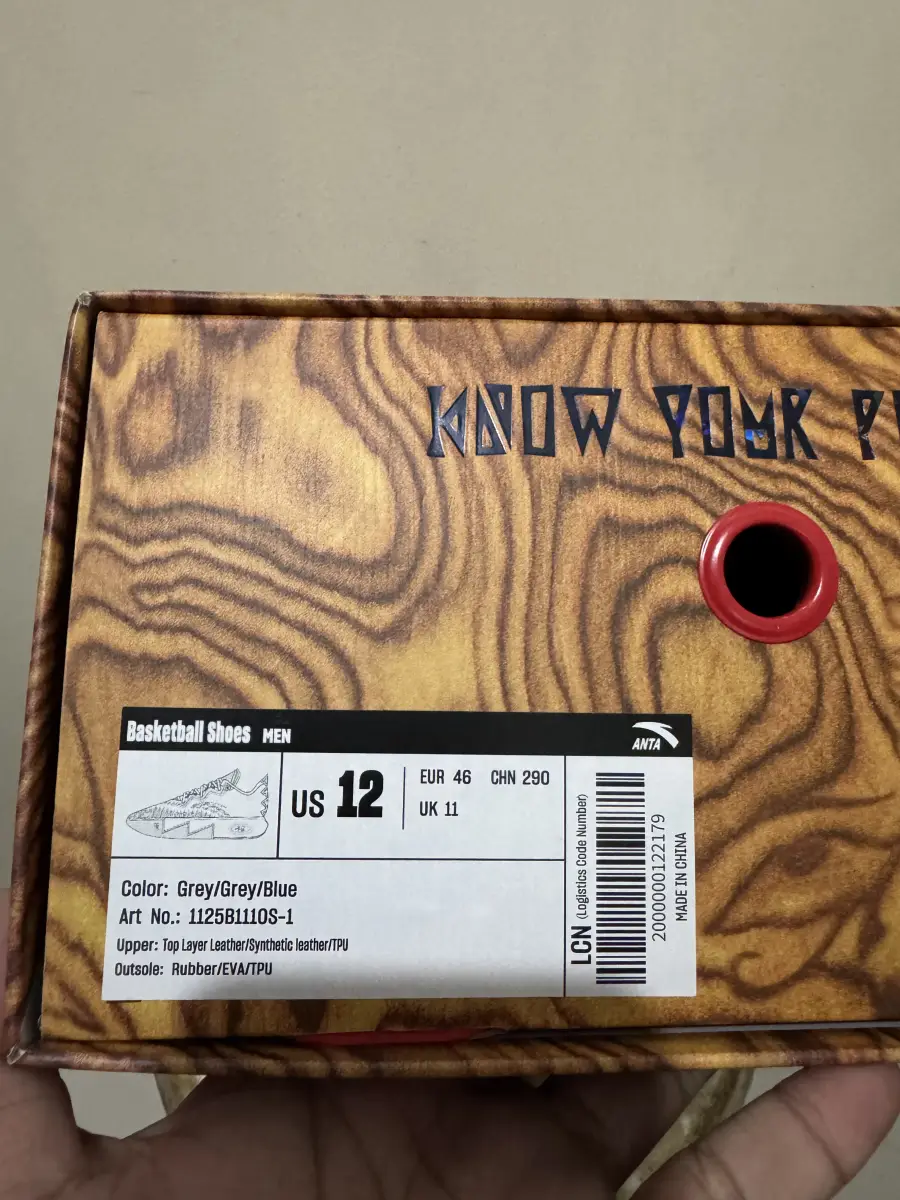 KNOW YOUR
Basketball Shoes MEN
ANTA
US 12
EUR 46 CHN 290
UK 11
Color: Grey/Grey/Blue
Art No.: 1125B1110S-1
Upper: Top Layer Leather/Synthetic leather/TPU
Outsole: Rubber/EVA/TPU
LCN (Logistics Code Number)
2000000122179
MADE IN CHINA